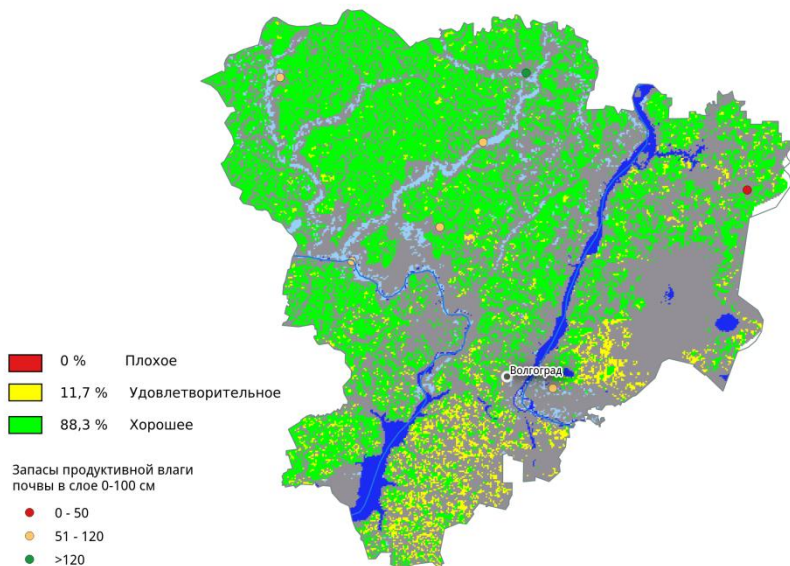 Волгоград
0 % Плохое
11,7 % Удовлетворительное
88,3 % Хорошее
Запасы продуктивной влаги
почвы в слое 0-100 см
0 - 50
51 - 120
>120